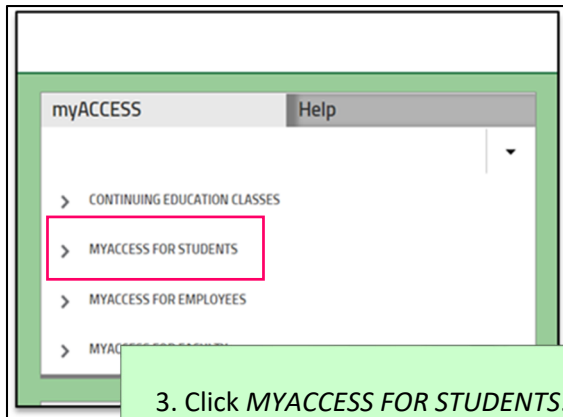 myACCESS Help
CONTINUING EDUCATION CLASSES
MYACCESS FOR STUDENTS
MYACCESS FOR EMPLOYEES
3. Click MYACCESS FOR STUDENTS.